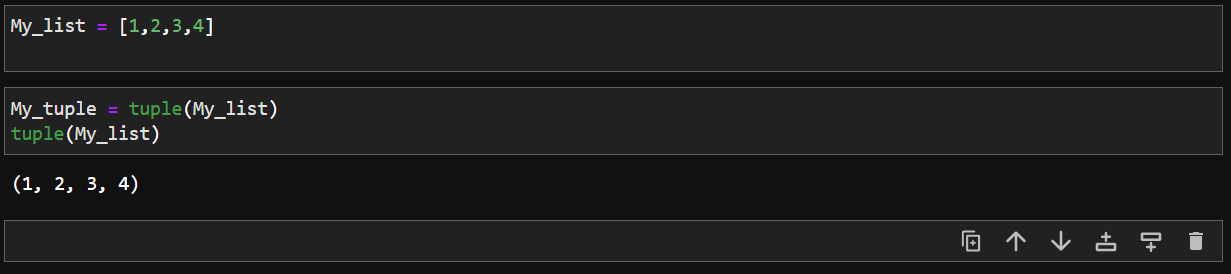 My_list = [1,2,3,4]
My_tuple = tuple(My_list)
tuple(My_list)
(1, 2, 3, 4)